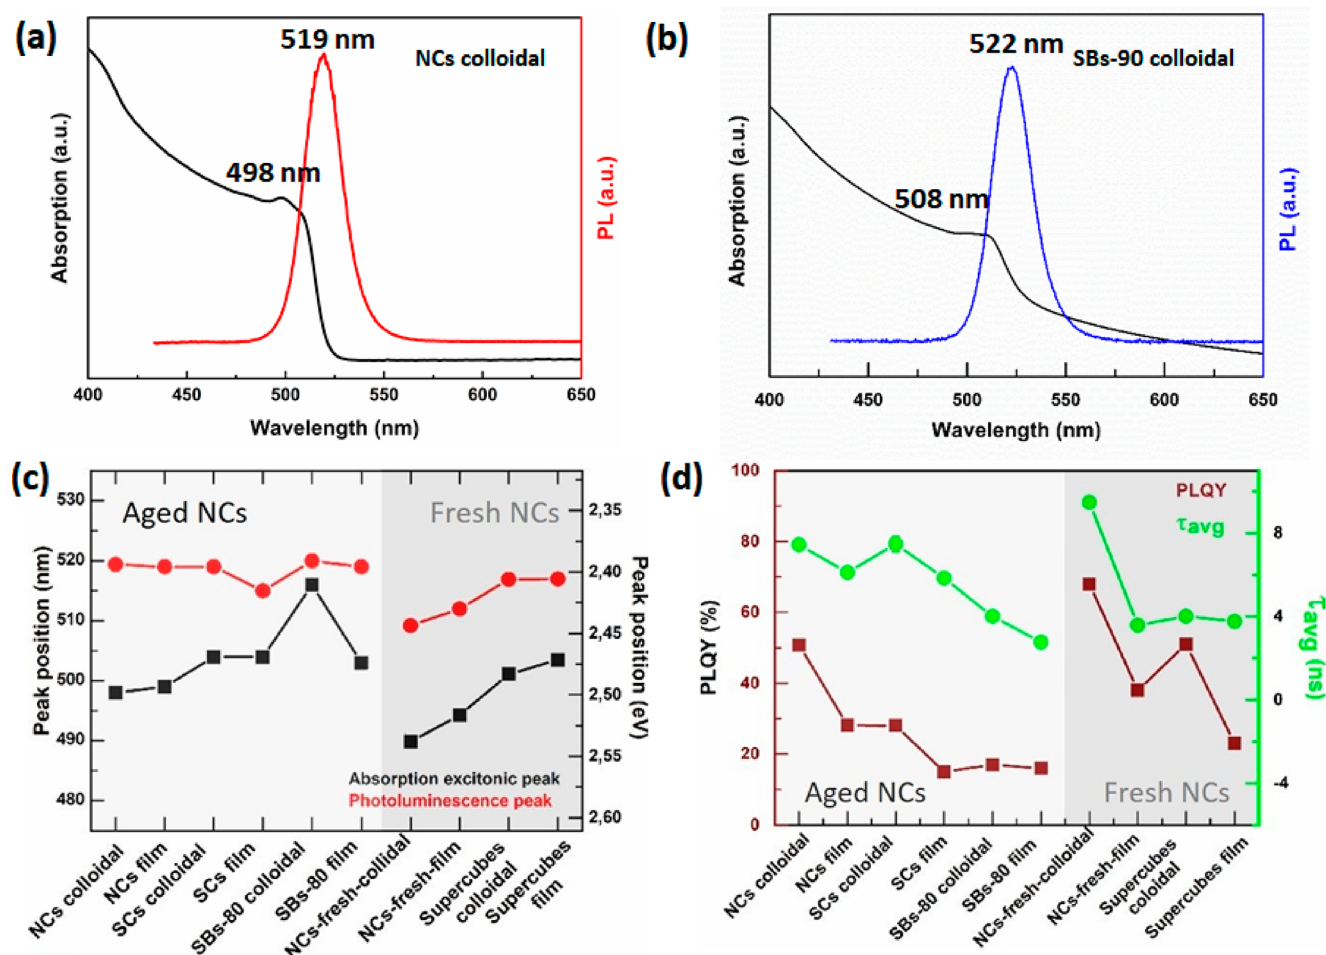 (a)
519 nm
NCs colloidal
498 nm
Absorption (a.u.)
PL (a.u.)
400 450 500 550 600 650
Wavelength (nm)
(b)
522 nm
SBs-90 colloidal
508 nm
Absorption (a.u.)
PL (a.u.)
400 450 500 550 600 650
Wavelength (nm)
(c)
Aged NCs
Fresh NCs
530
520
510
500
490
480
Peak position (nm)
2,35
2,40
2,45
2,50
2,55
2,60
Peak position (eV)
Absorption excitonic peak
Photoluminescence peak
NCs colloidal
NCs film
SCs colloidal
SCs film
SBs-80 colloidal
SBs-80 film
NCs-fresh-collidal
NCs-fresh-film
Supercubes
colloidal
Supercubes
film
(d)
PLQY
τavg
100
80
60
40
20
0
PLQY (%)
8
4
0
-4
τavg (ns)
Aged NCs
Fresh NCs
NCs colloidal
NCs film
SCs colloidal
SCs film
SBs-80 colloidal
SBs-80 film
NCs-fresh-colloidal
NCs-fresh-film
Supercubes
coloidal
Supercubes film